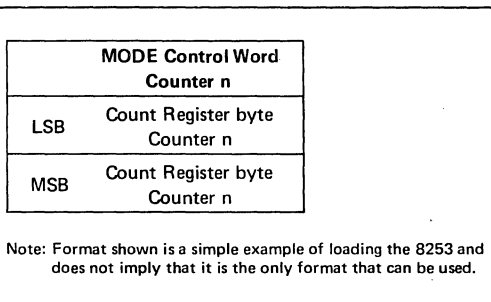 MODE Control Word
Counter n
LSB Count Register byte
Counter n
MSB Count Register byte
Counter n
Note: Format shown is a simple example of loading the 8253 and
does not imply that it is the only format that can be used.